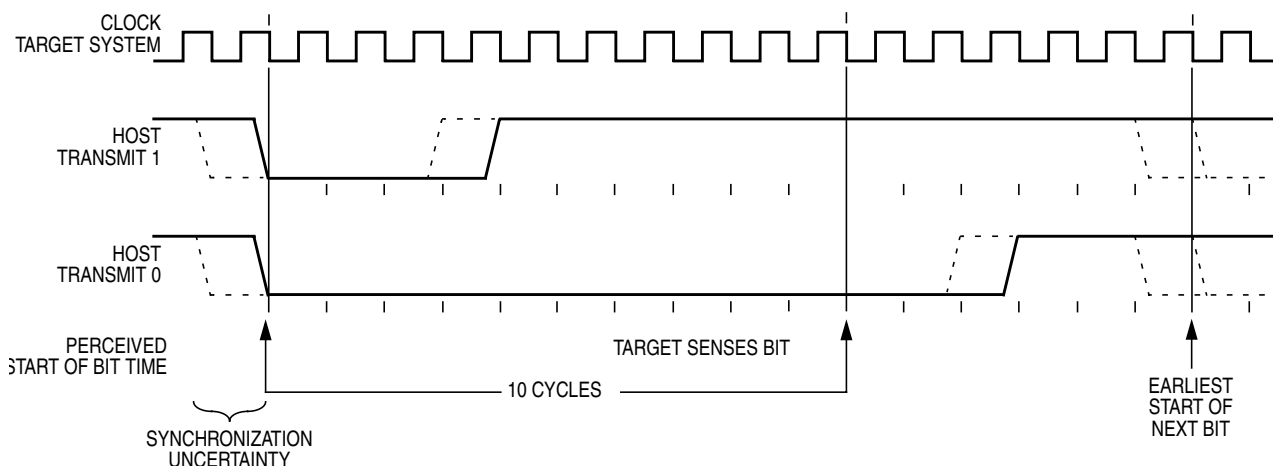 CLOCK
TARGET SYSTEM
HOST
TRANSMIT 1
HOST
TRANSMIT 0
PERCEIVED
START OF BIT TIME
TARGET SENSES BIT
10 CYCLES
EARLIEST
START OF
NEXT BIT
SYNCHRONIZATION
UNCERTAINTY